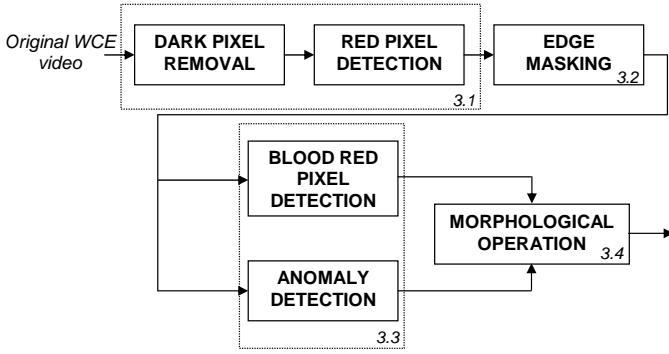 Original WCE
video
DARK PIXEL
REMOVAL
RED PIXEL
DETECTION
3.1
EDGE
MASKING
3.2
BLOOD RED
PIXEL
DETECTION
ANOMALY
DETECTION
3.3
MORPHOLOGICAL
OPERATION
3.4